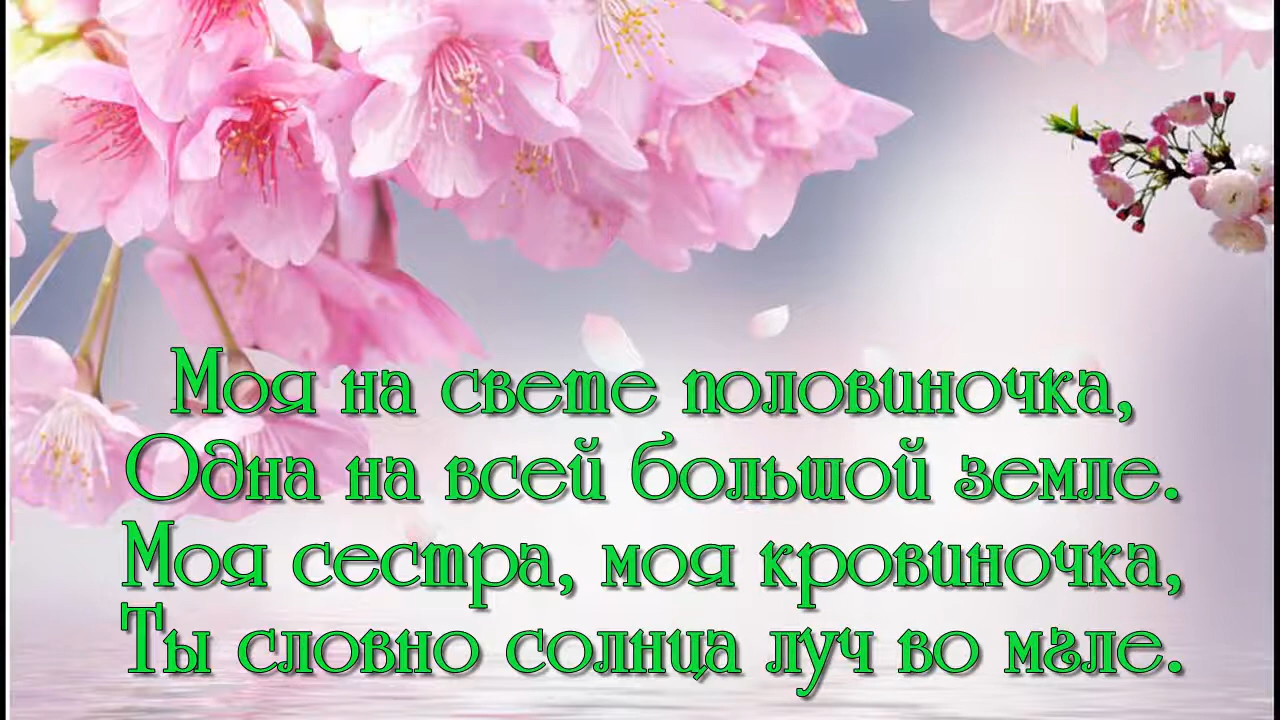 Моя на свете половиночка,
Одна на всей большой земле.
Моя сестра, моя кровиночка,
Ты словно солнца луч во мгле.